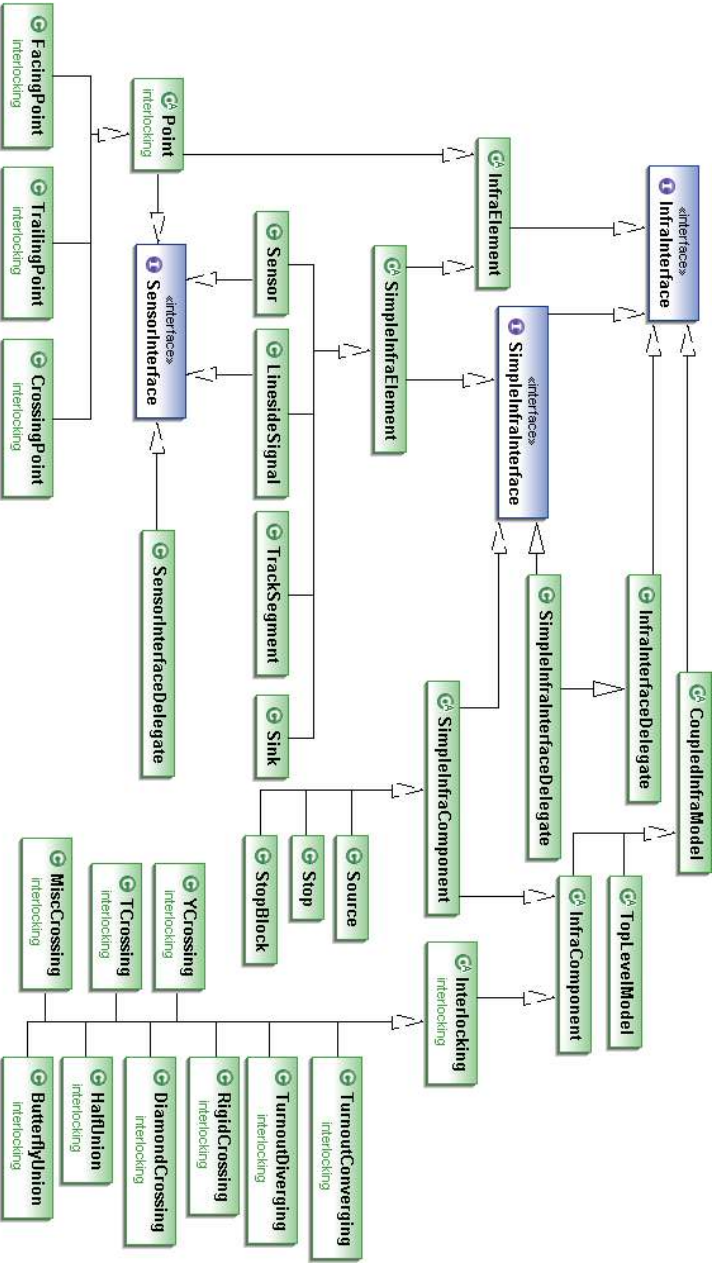 «interface»
InfraInterface
CoupledInfraModel
InfraInterfaceDelegate
TopLevelModel
InfraElement
«interface»
SimpleInfraInterface
SimpleInfraInterfaceDelegate
InfraComponent
SimpleInfraElement
SimpleInfraComponent
Interlocking
interlocking
Sensor
LinesideSignal
TrackSegment
Sink
Source
Stop
StopBlock
TurnoutConverging
interlocking
TurnoutDiverging
interlocking
Point
interlocking
«interface»
SensorInterface
SensorInterfaceDelegate
YCrossing
interlocking
RigidCrossing
interlocking
TCrossing
interlocking
DiamondCrossing
interlocking
HalfUnion
interlocking
FacingPoint
interlocking
TrailingPoint
interlocking
CrossingPoint
interlocking
MiscCrossing
interlocking
ButterflyUnion
interlocking